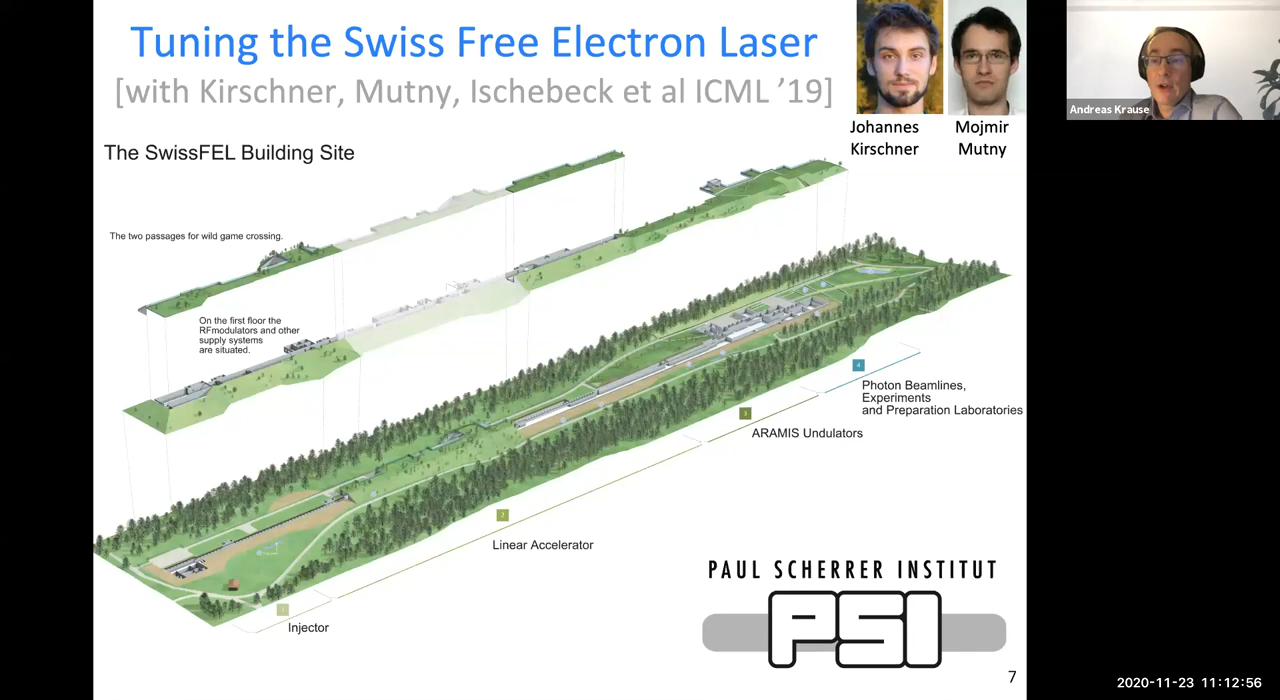 Tuning the Swiss Free Electron Laser
[with Kirschner, Mutny, Ischebeck et al ICML ’19]
Johannes
Kirschner
Mojmir
Mutny
Andreas Krause
The SwissFEL Building Site
The two passages for wild game crossing.
On the first floor the
RFmodulators and other
supply systems
are situated.
4
Photon Beamlines,
Experiments
and Preparation Laboratories
3
ARAMIS Undulators
2
Linear Accelerator
1
Injector
PAUL SCHERRER INSTITUT
PSI
7
2020-11-23 11:12:56